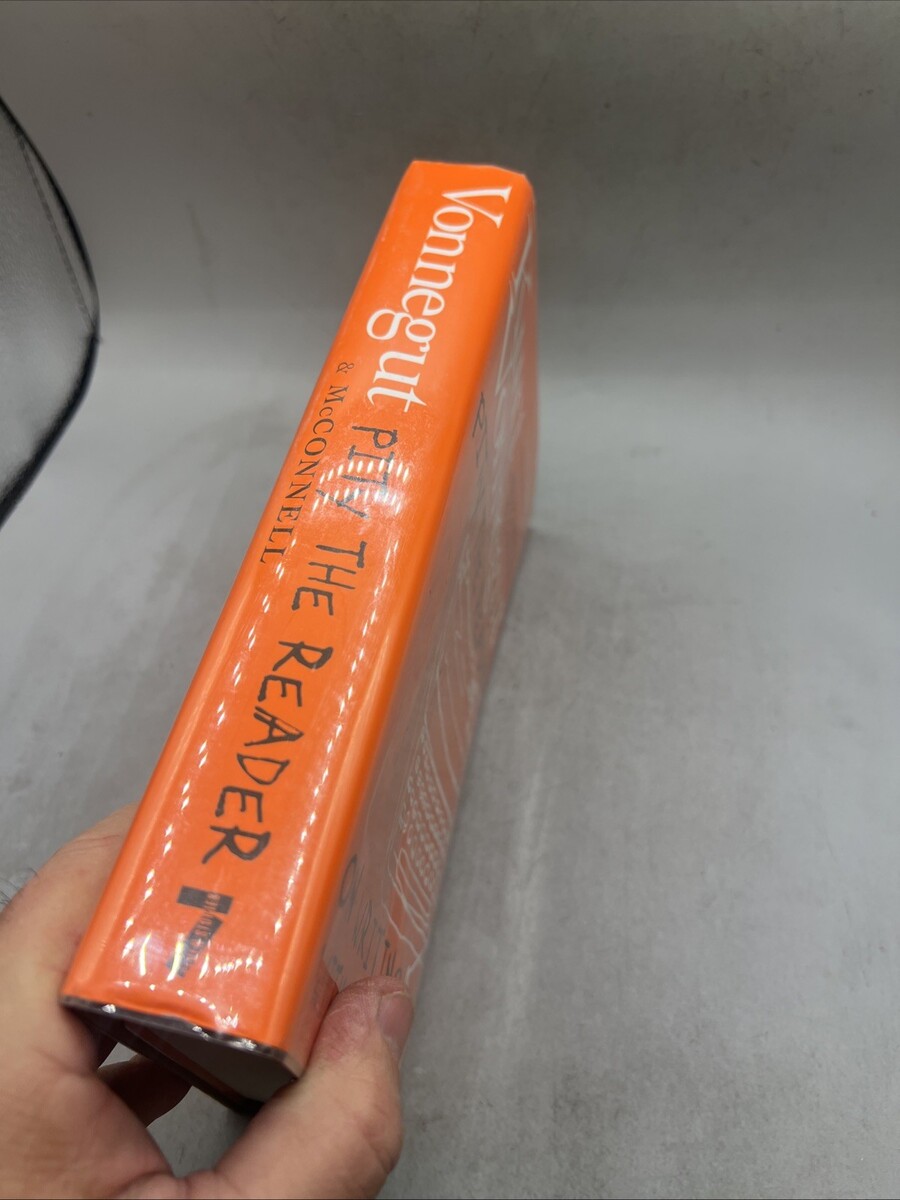 Vonnegut
& McCONNELL
PITY THE READER